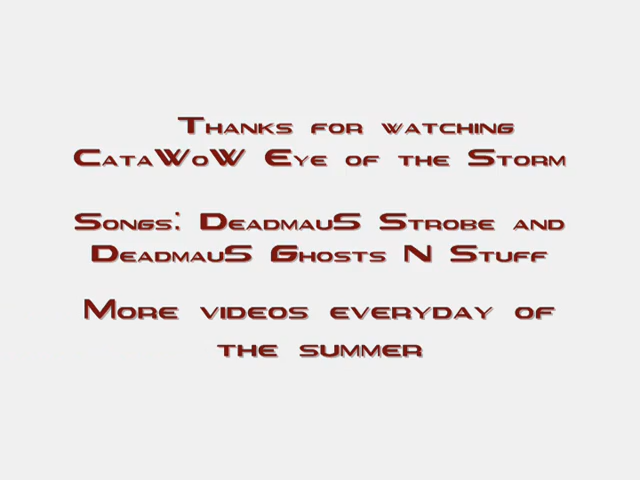 Thanks for watching
CataWoW Eye of the Storm
Songs: DeadmauS Strobe and
DeadmauS Ghosts N Stuff
More videos everyday of
the summer